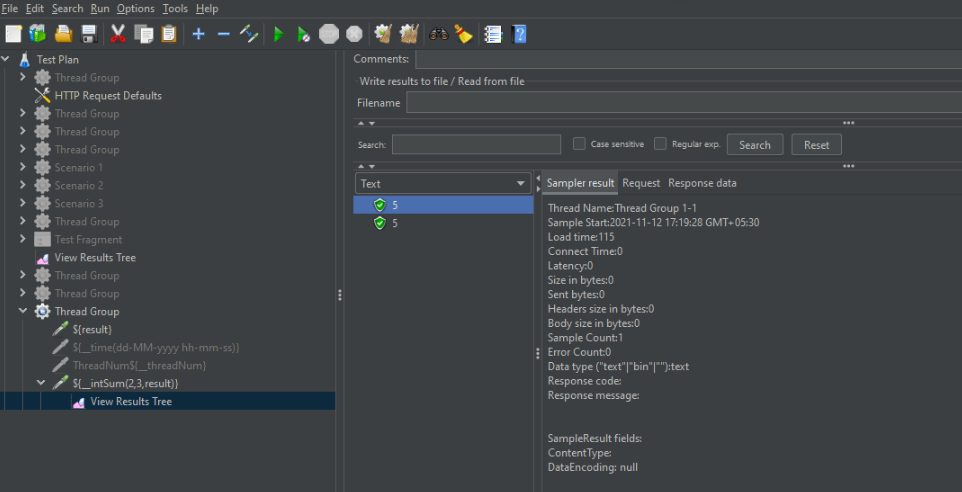 File Edit Search Run Options Tools Help
Test Plan
Thread Group
HTTP Request Defaults
Thread Group
Thread Group
Thread Group
Scenario 1
Scenario 2
Scenario 3
Thread Group
Test Fragment
View Results Tree
Thread Group
Thread Group
Thread Group
${result}
${__time(dd-MM-yyyy hh-mm-ss)}
ThreadNum${__threadNum}
${__intSum(2,3,result)}
View Results Tree
Comments:
Write results to file / Read from file
Filename
Search: Case sensitive Regular exp. Search Reset
Text
5
5
Sampler result Request Response data
Thread Name:Thread Group 1-1
Sample Start:2021-11-12 17:19:28 GMT+05:30
Load time:115
Connect Time:0
Latency:0
Size in bytes:0
Sent bytes:0
Headers size in bytes:0
Body size in bytes:0
Sample Count:1
Error Count:0
Data type ("text"|"bin"|""):text
Response code:
Response message:
SampleResult fields:
ContentType:
DataEncoding: null